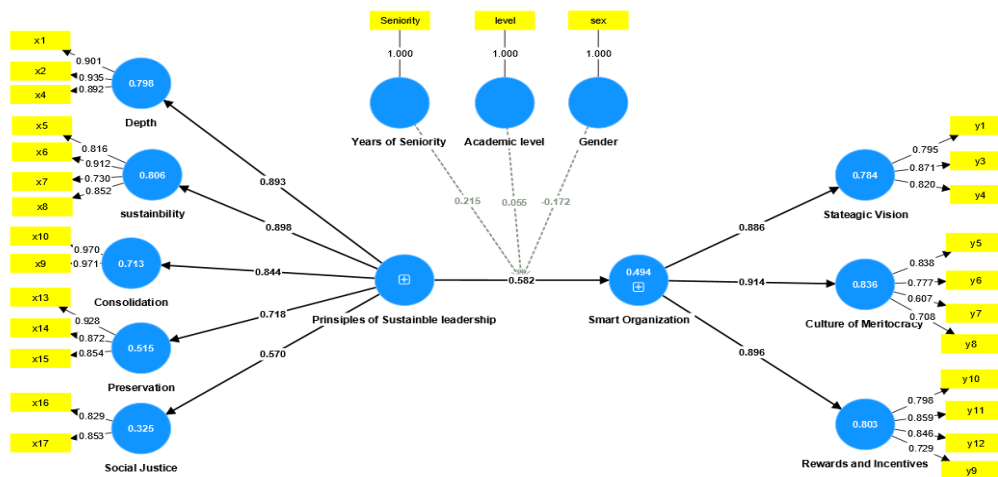 Seniority
level
sex
1.000
1.000
1.000
Years of Seniority
Academic level
Gender
0.215
0.055
-0.172
x1
x2
x4
0.901
0.935
0.892
0.798
Depth
x5
x6
x7
x8
0.816
0.912
0.730
0.852
0.806
sustainbility
x10
x9
0.970
0.971
0.713
Consolidation
x13
x14
x15
0.928
0.872
0.854
0.515
Preservation
x16
x17
0.829
0.853
0.325
Social Justice
0.893
0.898
0.844
0.718
0.570
Prinsiples of Sustainble leadership
0.582
0.494
Smart Organization
0.886
0.914
0.896
0.784
Stateagic Vision
0.795
0.871
0.820
y1
y3
y4
0.836
Culture of Meritocracy
0.838
0.777
0.607
0.708
y5
y6
y7
y8
0.803
Rewards and Incentives
0.798
0.859
0.846
0.729
y10
y11
y12
y9